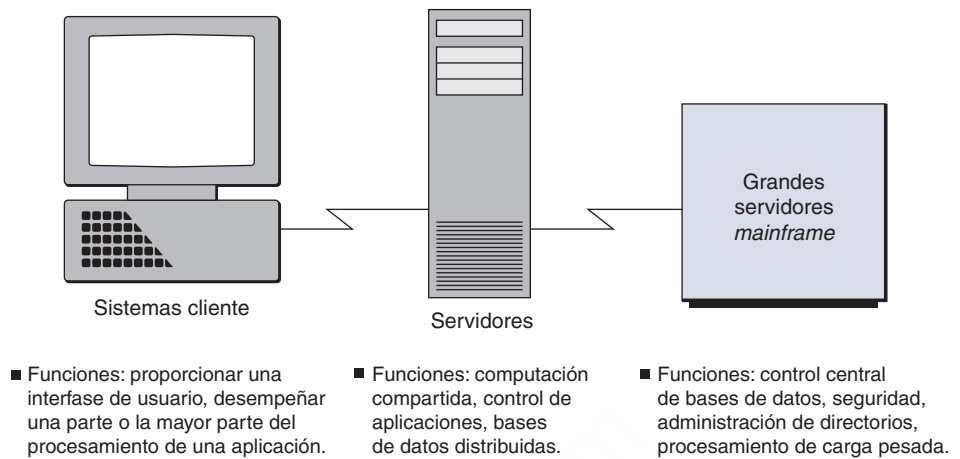 Grandes
servidores
mainframe
Sistemas cliente
Servidores
■ Funciones: proporcionar una
interfase de usuario, desempeñar
una parte o la mayor parte del
procesamiento de una aplicación.
■ Funciones: computación
compartida, control de
aplicaciones, bases
de datos distribuidas.
■ Funciones: control central
de bases de datos, seguridad,
administración de directorios,
procesamiento de carga pesada.